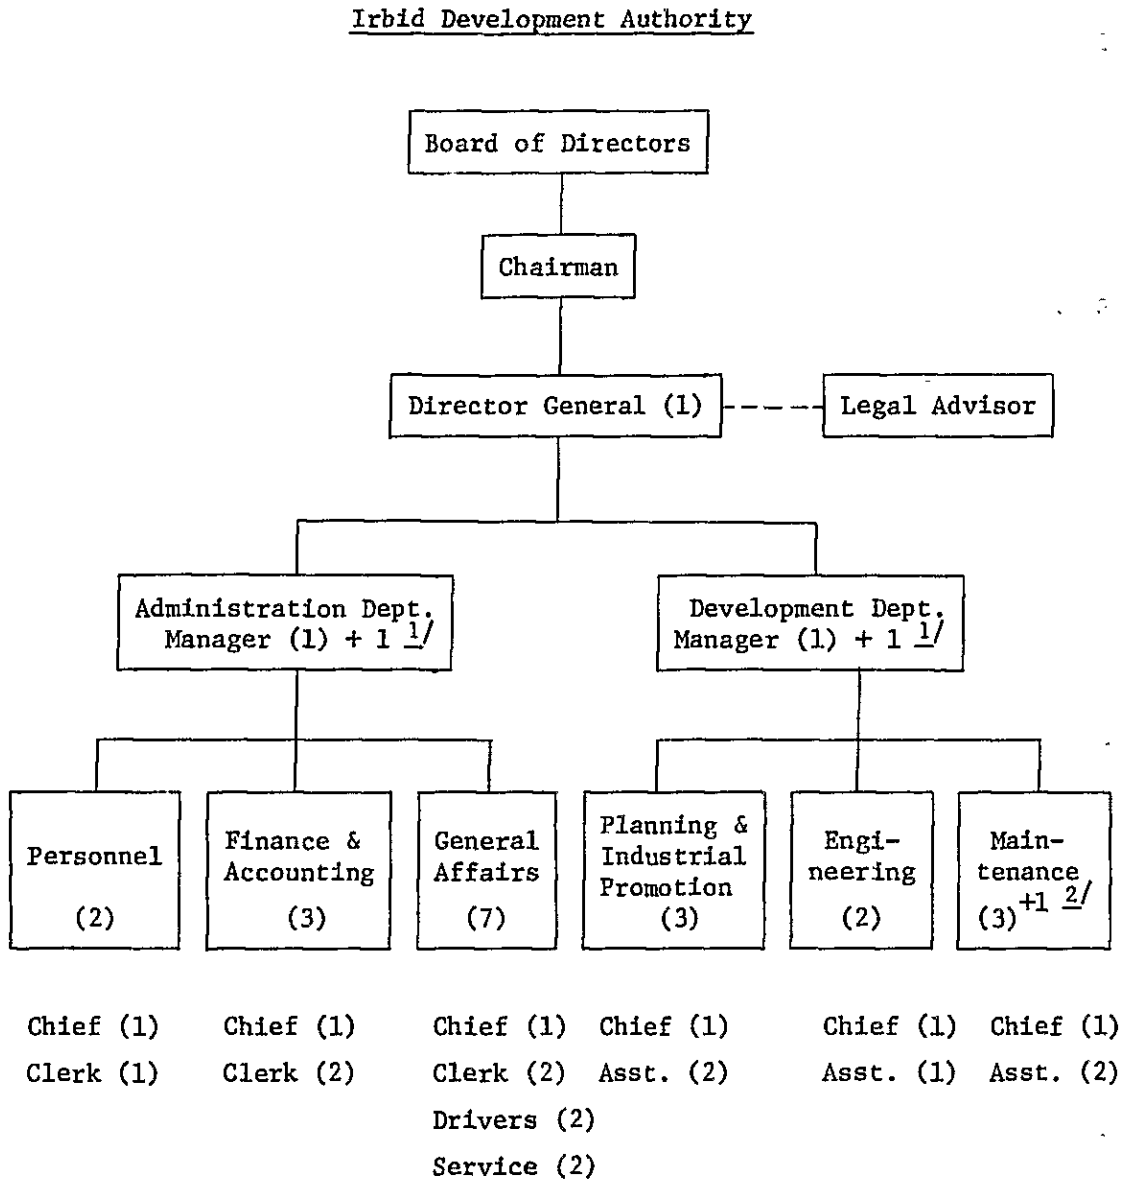 Irbid Development Authority
Board of Directors
Chairman
Director General (1)
Legal Advisor
Administration Dept.
Manager (1) + 1 1/
Development Dept.
Manager (1) + 1 1/
Personnel
(2)
Finance &
Accounting
(3)
General
Affairs
(7)
Planning &
Industrial
Promotion
(3)
Engi-
neering
(2)
Main-
tenance
(3) +1 2/
Chief (1)
Clerk (1)
Chief (1)
Clerk (2)
Chief (1)
Clerk (2)
Drivers (2)
Service (2)
Chief (1)
Asst. (2)
Chief (1)
Asst. (1)
Chief (1)
Asst. (2)